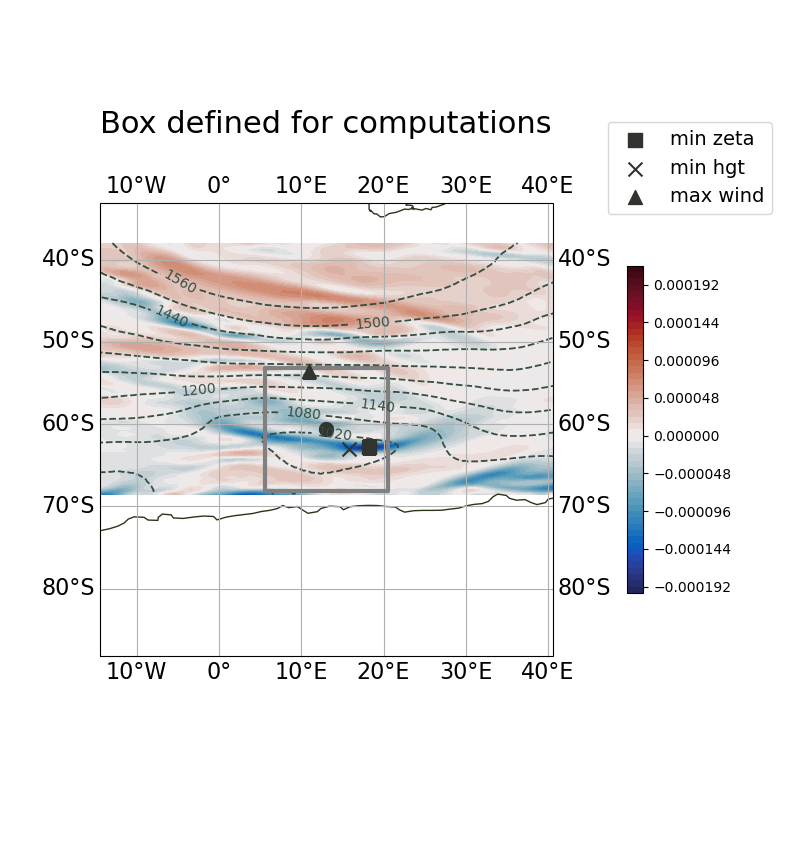 Box defined for computations
min zeta
min hgt
max wind
10°W 0° 10°E 20°E 30°E 40°E
40°S 40°S
50°S 50°S
60°S 60°S
70°S 70°S
80°S 80°S
10°W 0° 10°E 20°E 30°E 40°E
1560
1440
1500
1200
1140
1080
1020
0.000192
0.000144
0.000096
0.000048
0.000000
−0.000048
−0.000096
−0.000144
−0.000192